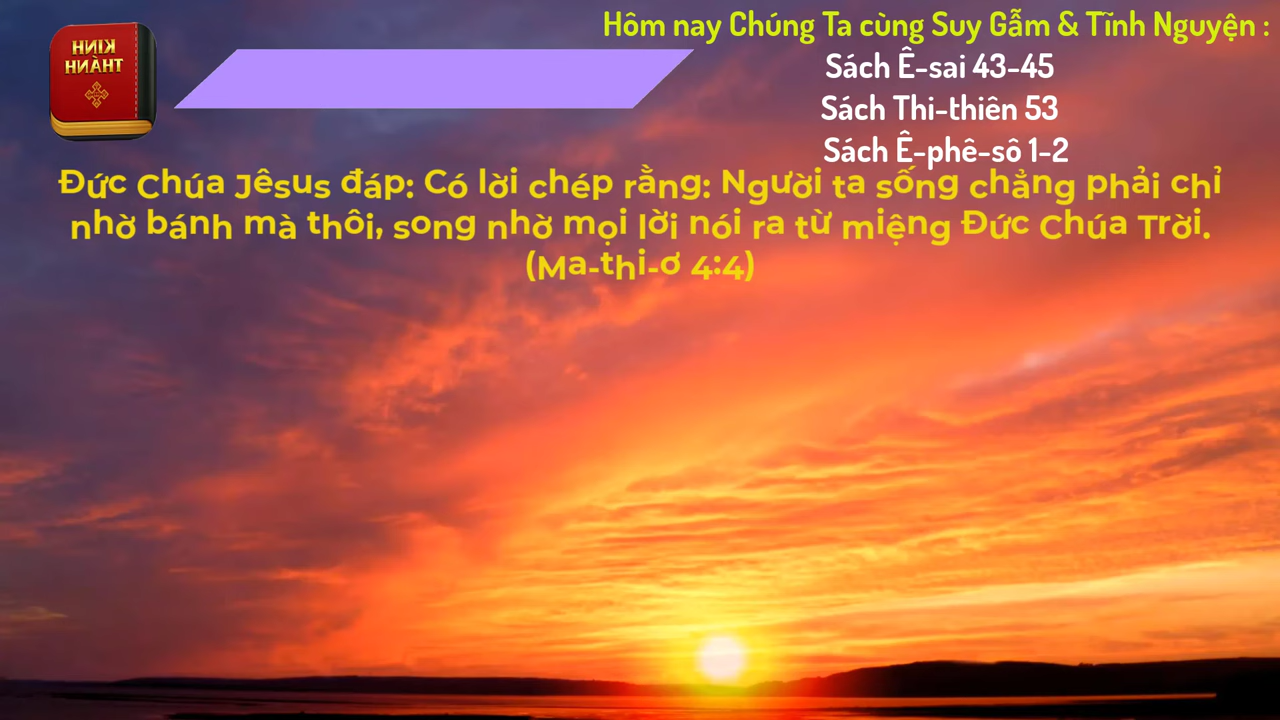 KINH
THÁNH
Hôm nay Chúng Ta cùng Suy Gẫm & Tĩnh Nguyện :
Sách Ê-sai 43-45
Sách Thi-thiên 53
Sách Ê-phê-sô 1-2
Đức Chúa Jêsus đáp: Có lời chép rằng: Người ta sống chẳng phải chỉ
nhờ bánh mà thôi, song nhờ mọi lời nói ra từ miệng Đức Chúa Trời.
(Ma-thi-ơ 4:4)